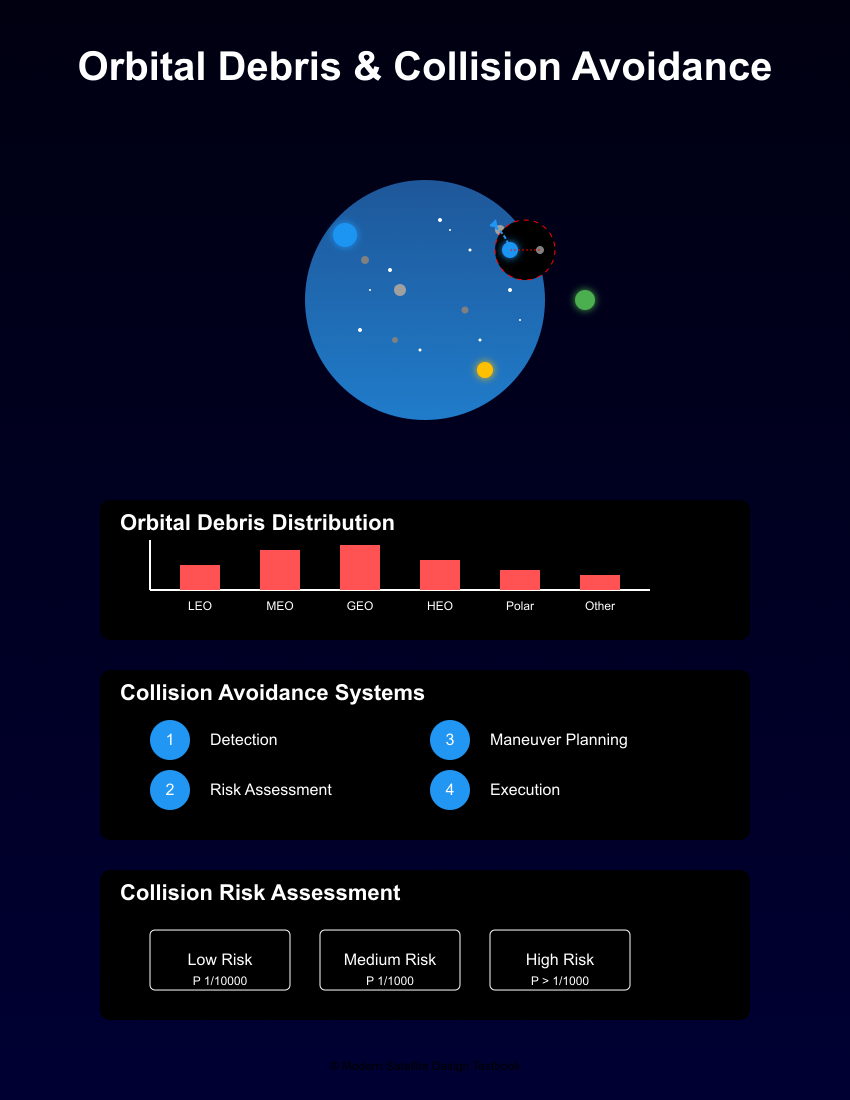 Orbital Debris & Collision Avoidance
Orbital Debris Distribution
LEO MEO GEO HEO Polar Other
Collision Avoidance Systems
1 Detection 3 Maneuver Planning
2 Risk Assessment 4 Execution
Collision Risk Assessment
Low Risk Medium Risk High Risk
P 1/10000 P 1/1000 P > 1/1000